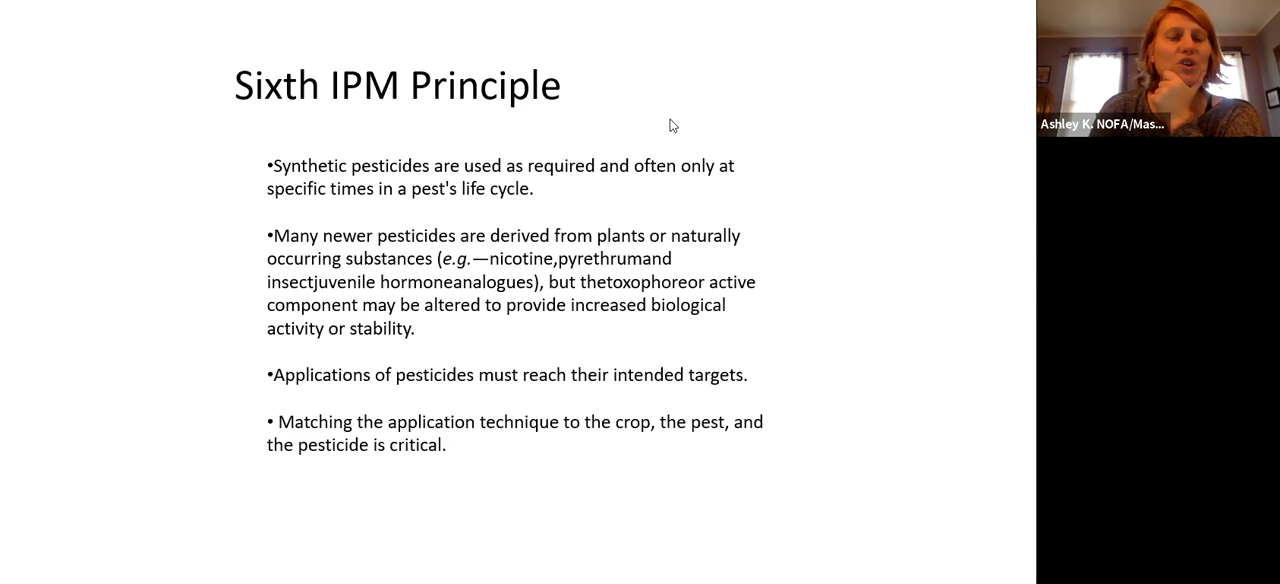 Sixth IPM Principle
•Synthetic pesticides are used as required and often only at
specific times in a pest's life cycle.
•Many newer pesticides are derived from plants or naturally
occurring substances (e.g.—nicotine,pyrethrumand
insectjuvenile hormoneanalogues), but thetoxophoreor active
component may be altered to provide increased biological
activity or stability.
•Applications of pesticides must reach their intended targets.
• Matching the application technique to the crop, the pest, and
the pesticide is critical.
Ashley K. NOFA/Mas...